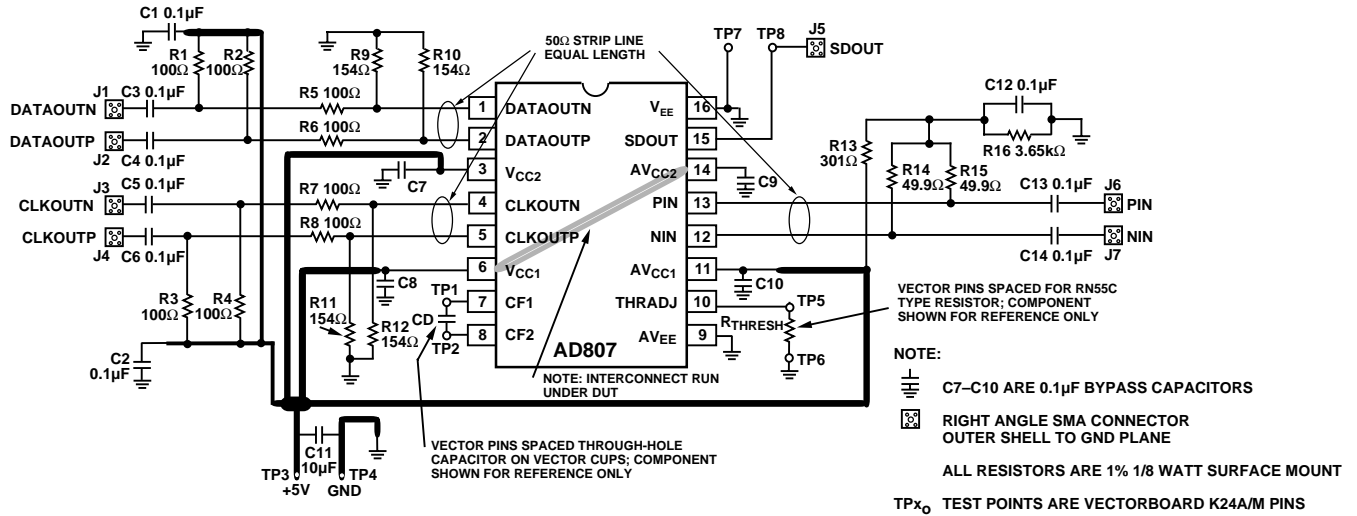 C1 0.1µF
R1
100Ω
R2
100Ω
R9
154Ω
R10
154Ω
50Ω STRIP LINE
EQUAL LENGTH
TP7
TP8
J5
SDOUT
J1
C3 0.1µF
DATAOUTN
R5 100Ω
DATAOUTP
R6 100Ω
J2
C4 0.1µF
J3
C5 0.1µF
CLKOUTN
R7 100Ω
CLKOUTP
R8 100Ω
J4
C6 0.1µF
C7
C8
R3
100Ω
R4
100Ω
R11
154Ω
R12
154Ω
TP1
CD
TP2
C2
0.1µF
1 DATAOUTN
2 DATAOUTP
3 VCC2
4 CLKOUTN
5 CLKOUTP
6 VCC1
7 CF1
8 CF2
VEE 16
SDOUT 15
AVCC2 14
PIN 13
NIN 12
AVCC1 11
THRADJ 10
AVEE 9
AD807
NOTE: INTERCONNECT RUN
UNDER DUT
C9
C10
R13
301Ω
R14
49.9Ω
R15
49.9Ω
C12 0.1µF
R16 3.65kΩ
C13 0.1µF
J6
PIN
C14 0.1µF
J7
NIN
TP5
RTHRESH
TP6
VECTOR PINS SPACED FOR RN55C
TYPE RESISTOR; COMPONENT
SHOWN FOR REFERENCE ONLY
C11
10µF
TP3
+5V
TP4
GND
VECTOR PINS SPACED THROUGH-HOLE
CAPACITOR ON VECTOR CUPS; COMPONENT
SHOWN FOR REFERENCE ONLY
NOTE:
C7–C10 ARE 0.1µF BYPASS CAPACITORS
RIGHT ANGLE SMA CONNECTOR
OUTER SHELL TO GND PLANE
ALL RESISTORS ARE 1% 1/8 WATT SURFACE MOUNT
TPx TEST POINTS ARE VECTORBOARD K24A/M PINS